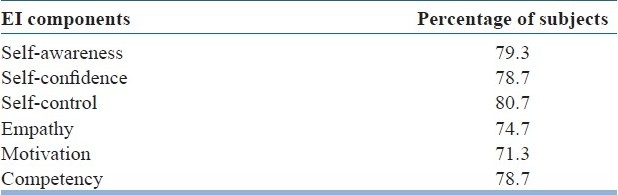 EI components Percentage of subjects
Self-awareness 79.3
Self-confidence 78.7
Self-control 80.7
Empathy 74.7
Motivation 71.3
Competency 78.7